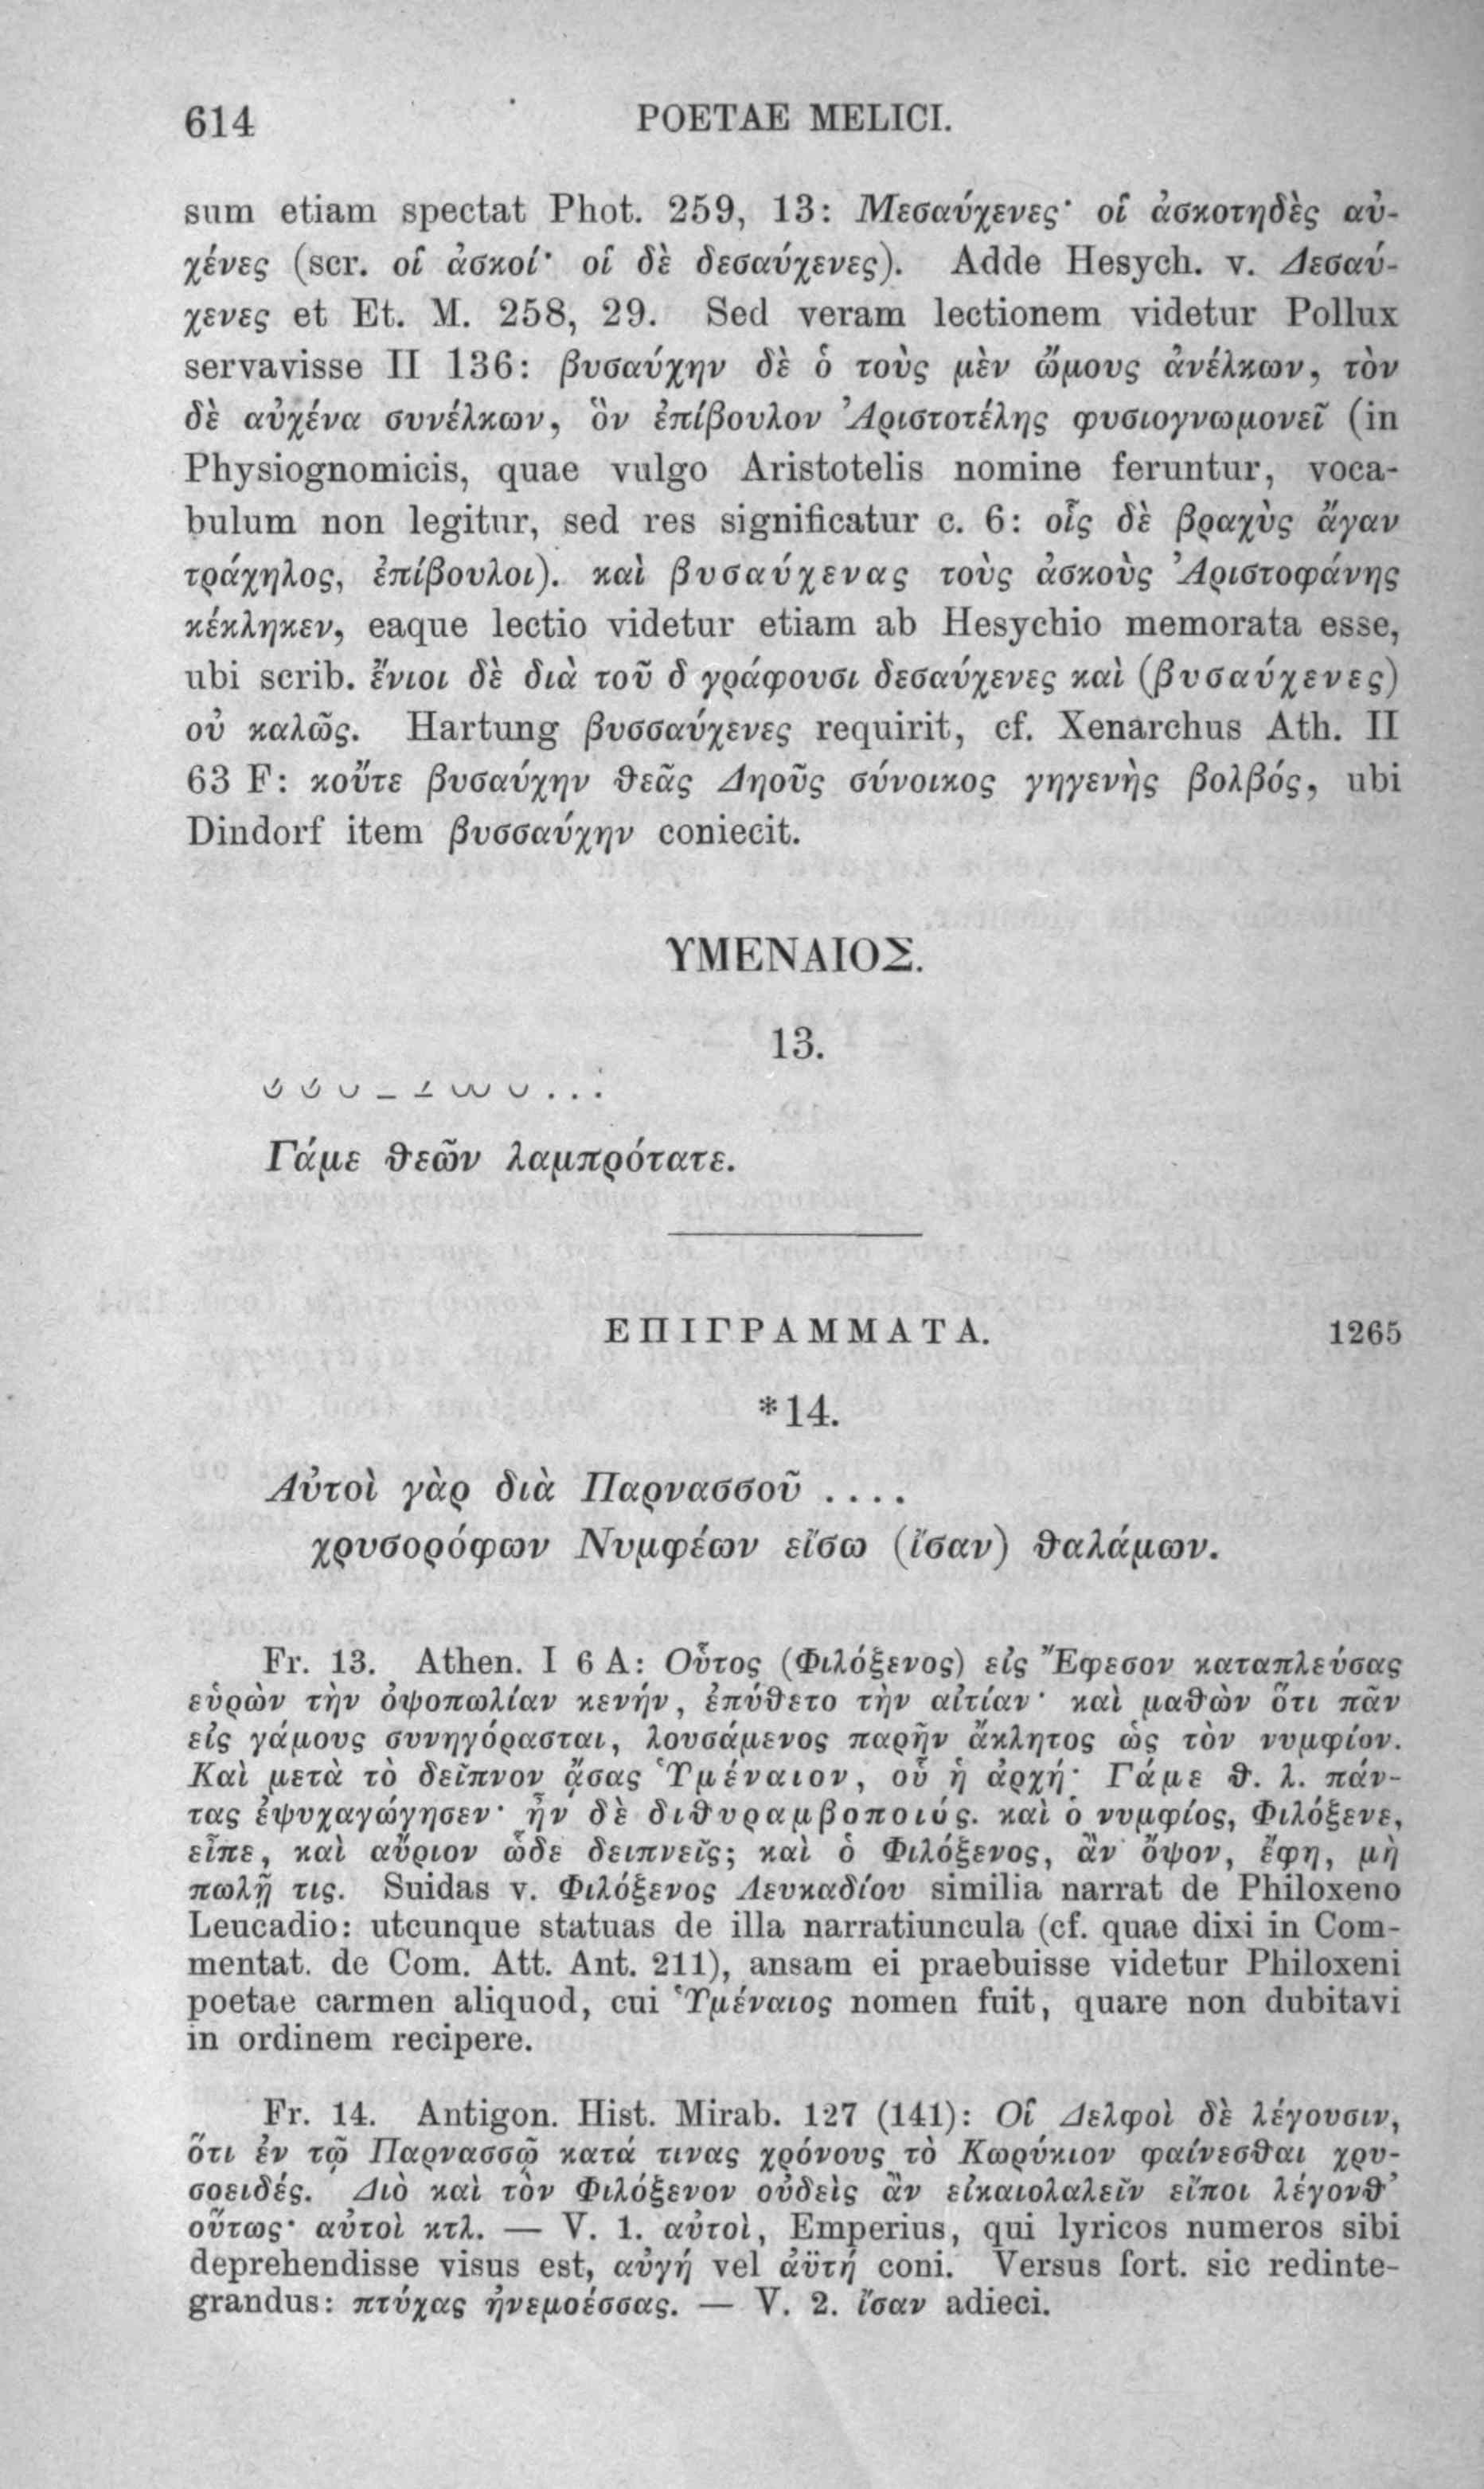 614 POETAE MELICI.
sum etiam spectat Phot. 259, 13: Μεσαύχενες· οἱ ἀσκοτηδὲς αὐ-
χένες (scr. οἱ ἀσκοί· οἱ δὲ δεσαύχενες). Adde Hesych. v. Δεσαύ-
χενες et Et. M. 258, 29. Sed veram lectionem videtur Pollux
servavisse II 136: βυσαύχην δὲ ὁ τοὺς μὲν ὤμους ἀνέλκων, τὸν
δὲ αὐχένα συνέλκων, ὃν ἐπίβουλον Ἀριστοτέλης φυσιογνωμονεῖ (in
Physiognomicis, quae vulgo Aristotelis nomine feruntur, voca-
bulum non legitur, sed res significatur c. 6: οἷς δὲ βραχὺς ἄγαν
τράχηλος, ἐπίβουλοι). καὶ βυσαύχενας τοὺς ἀσκοὺς Ἀριστοφάνης
κέκληκεν, eaque lectio videtur etiam ab Hesychio memorata esse,
ubi scrib. ἔνιοι δὲ διὰ τοῦ δ γράφουσι δεσαύχενες καὶ (βυσαύχενες)
οὐ καλῶς. Hartung βυσσαύχενες requirit, cf. Xenarchus Ath. II
63 F: κοὔτε βυσαύχην θεᾶς Δηοῦς σύνοικος γηγενὴς βολβός, ubi
Dindorf item βυσσαύχην coniecit.
ΥΜΕΝΑΙΟΣ.
13.
⏑́ ⏑́ ⏑ – –́ ⏑⏑ ⏑ . . .
Γάμε θεῶν λαμπρότατε.
ΕΠΙΓΡΑΜΜΑΤΑ. 1265
*14.
Αὐτοὶ γὰρ διὰ Παρνασσοῦ ....
χρυσορόφων Νυμφέων εἴσω (ἴσαν) θαλάμων.
Fr. 13. Athen. I 6 A: Οὗτος (Φιλόξενος) εἰς Ἔφεσον καταπλεύσας
εὑρὼν τὴν ὀψοπωλίαν κενήν, ἐπύθετο τὴν αἰτίαν· καὶ μαθὼν ὅτι πᾶν
εἰς γάμους συνηγόρασται, λουσάμενος παρῆν ἄκλητος ὡς τὸν νυμφίον.
Καὶ μετὰ τὸ δεῖπνον ᾄσας Ὑμέναιον, οὗ ἡ ἀρχή· Γάμε θ. λ. πάν-
τας ἐψυχαγώγησεν· ἦν δὲ διθυραμβοποιός. καὶ ὁ νυμφίος, Φιλόξενε,
εἶπε, καὶ αὔριον ὧδε δειπνεῖς; καὶ ὁ Φιλόξενος, ἂν ὄψον, ἔφη, μὴ
πωλῇ τις. Suidas v. Φιλόξενος Λευκαδίου similia narrat de Philoxeno
Leucadio: utcunque statuas de illa narratiuncula (cf. quae dixi in Com-
mentat. de Com. Att. Ant. 211), ansam ei praebuisse videtur Philoxeni
poetae carmen aliquod, cui Ὑμέναιος nomen fuit, quare non dubitavi
in ordinem recipere.
Fr. 14. Antigon. Hist. Mirab. 127 (141): Οἱ Δελφοὶ δὲ λέγουσιν,
ὅτι ἐν τῷ Παρνασσῷ κατά τινας χρόνους τὸ Κωρύκιον φαίνεσθαι χρυ-
σοειδές. Διὸ καὶ τὸν Φιλόξενον οὐδεὶς ἂν εἰκαιολαλεῖν εἴποι λέγονθ’
οὕτως· αὐτοὶ κτλ. — V. 1. αὐτοὶ, Emperius, qui lyricos numeros sibi
deprehendisse visus est, αὐγή vel ἀϋτή coni. Versus fort. sic redinte-
grandus: πτύχας ἠνεμοέσσας. — V. 2. ἴσαν adieci.